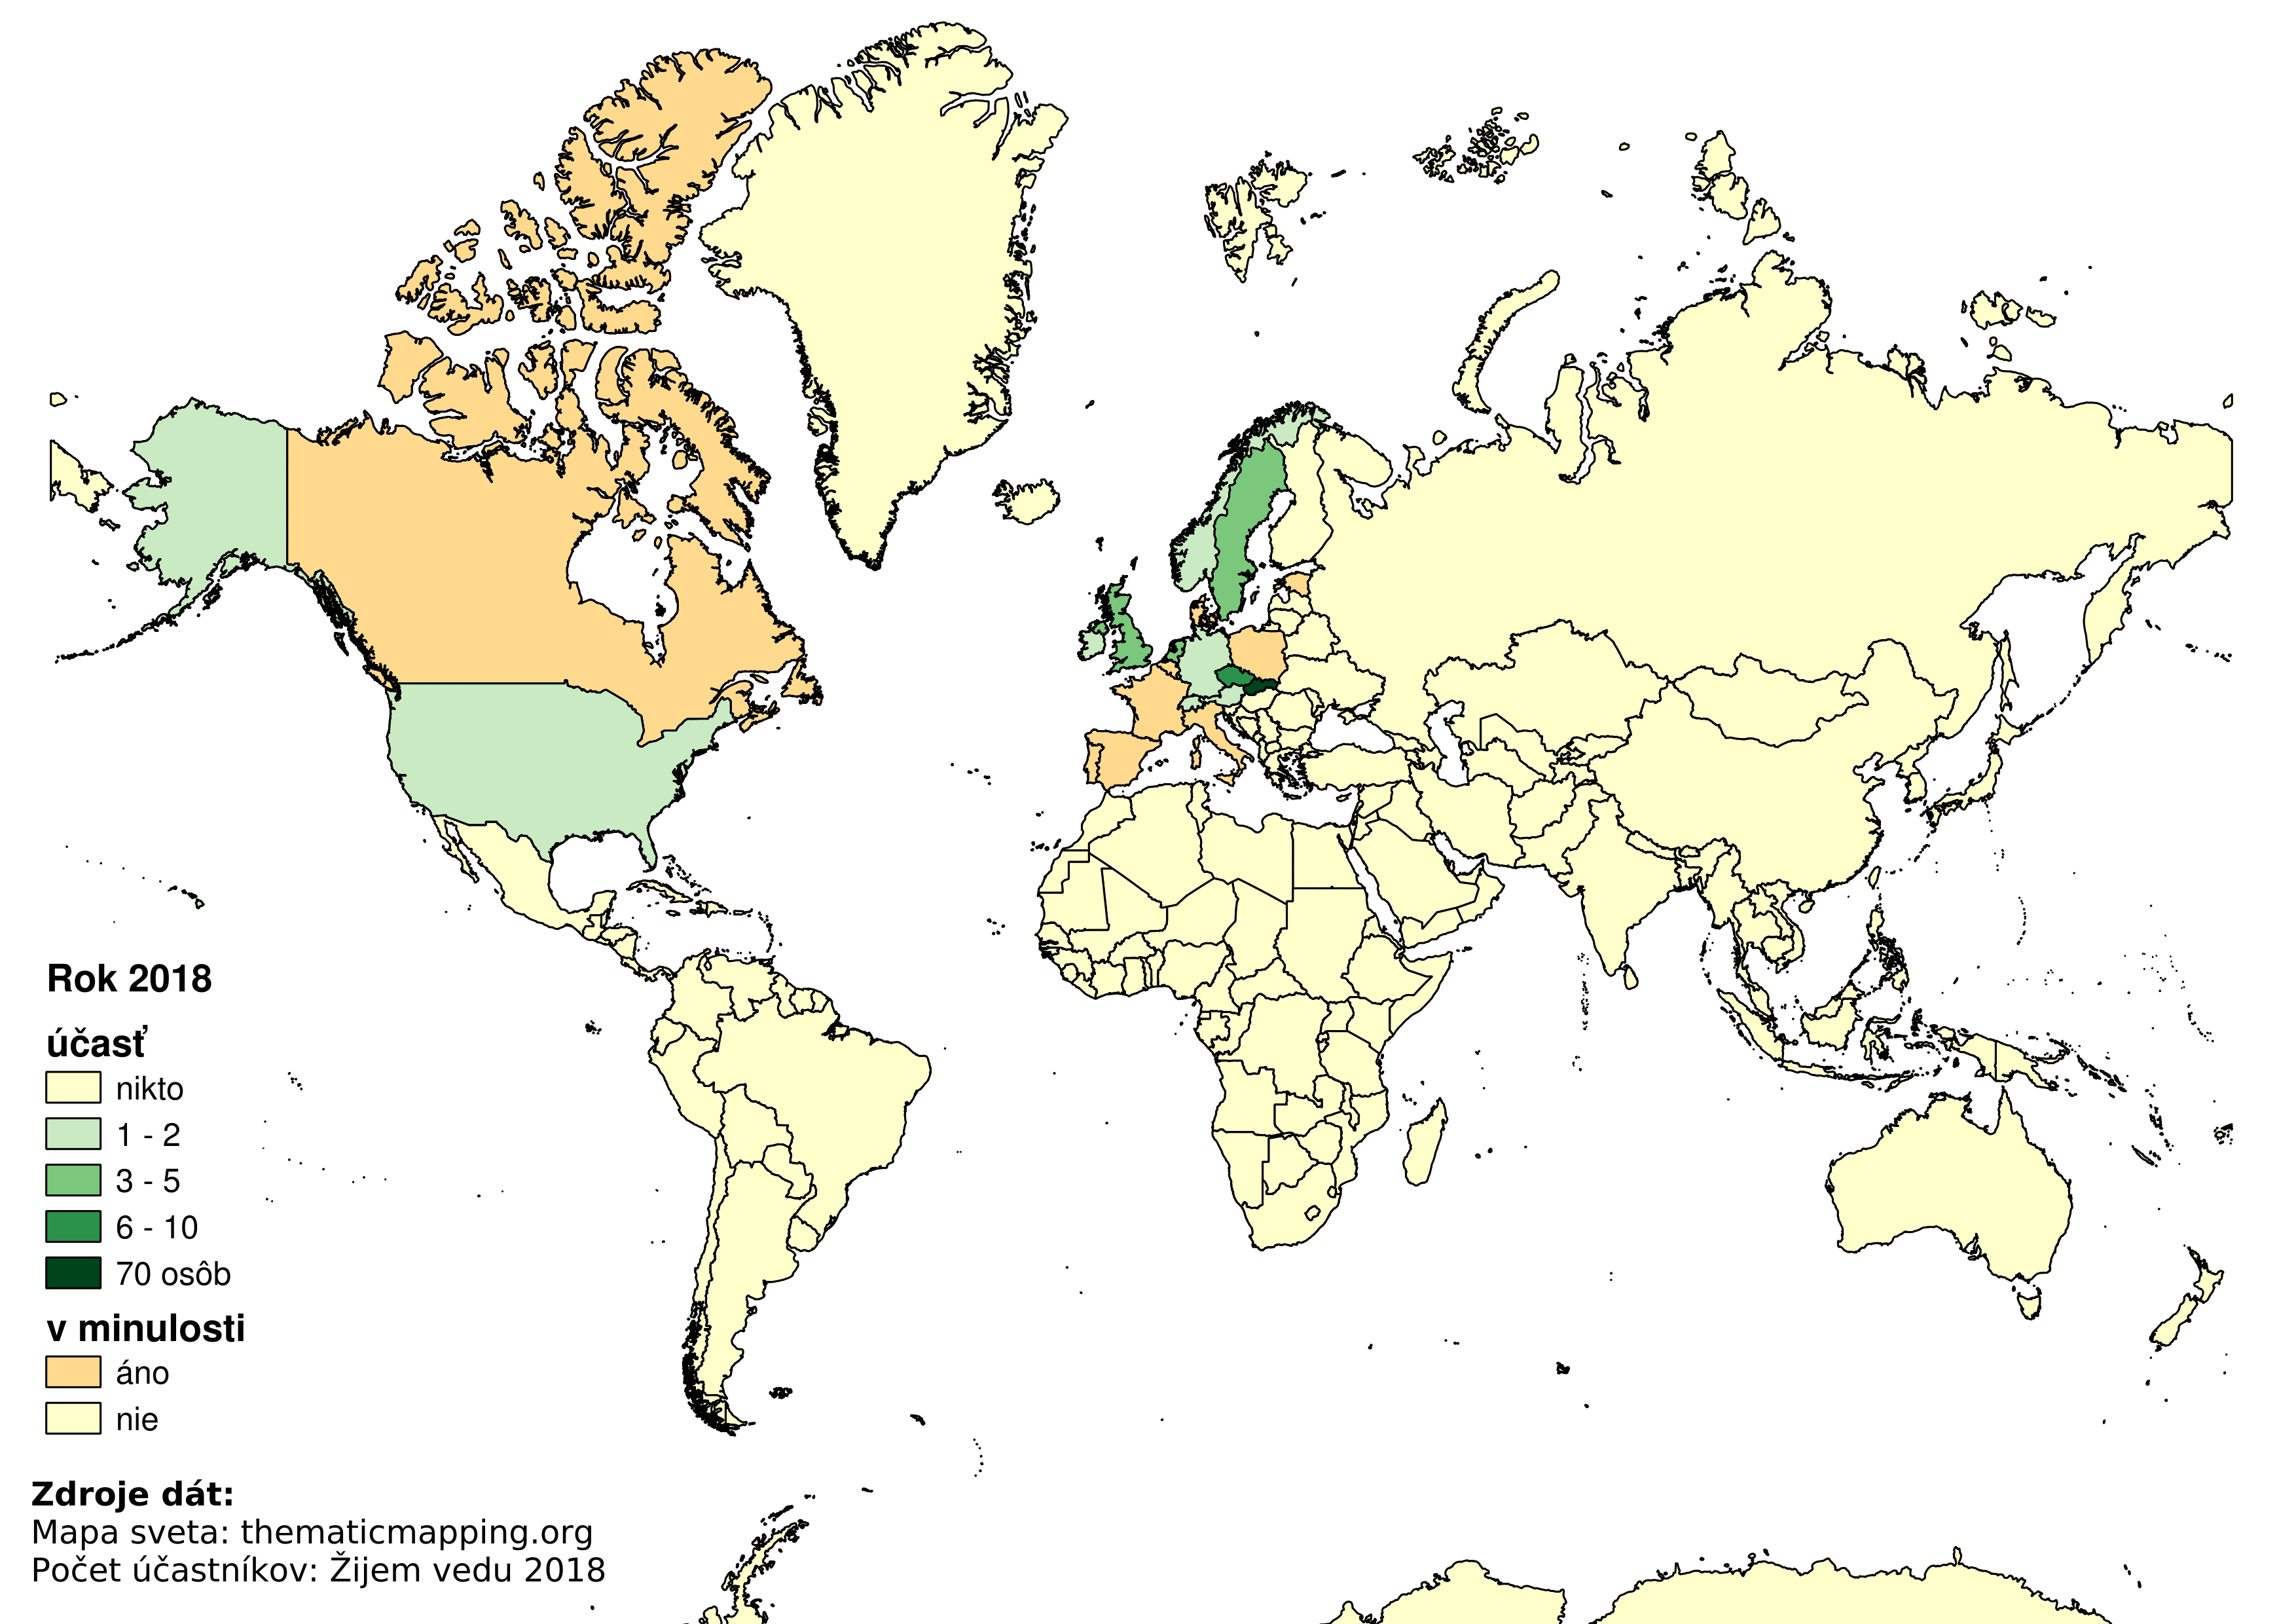 Rok 2018
účasť
nikto
1 - 2
3 - 5
6 - 10
70 osôb
v minulosti
áno
nie
Zdroje dát:
Mapa sveta: thematicmapping.org
Počet účastníkov: Žijem vedu 2018